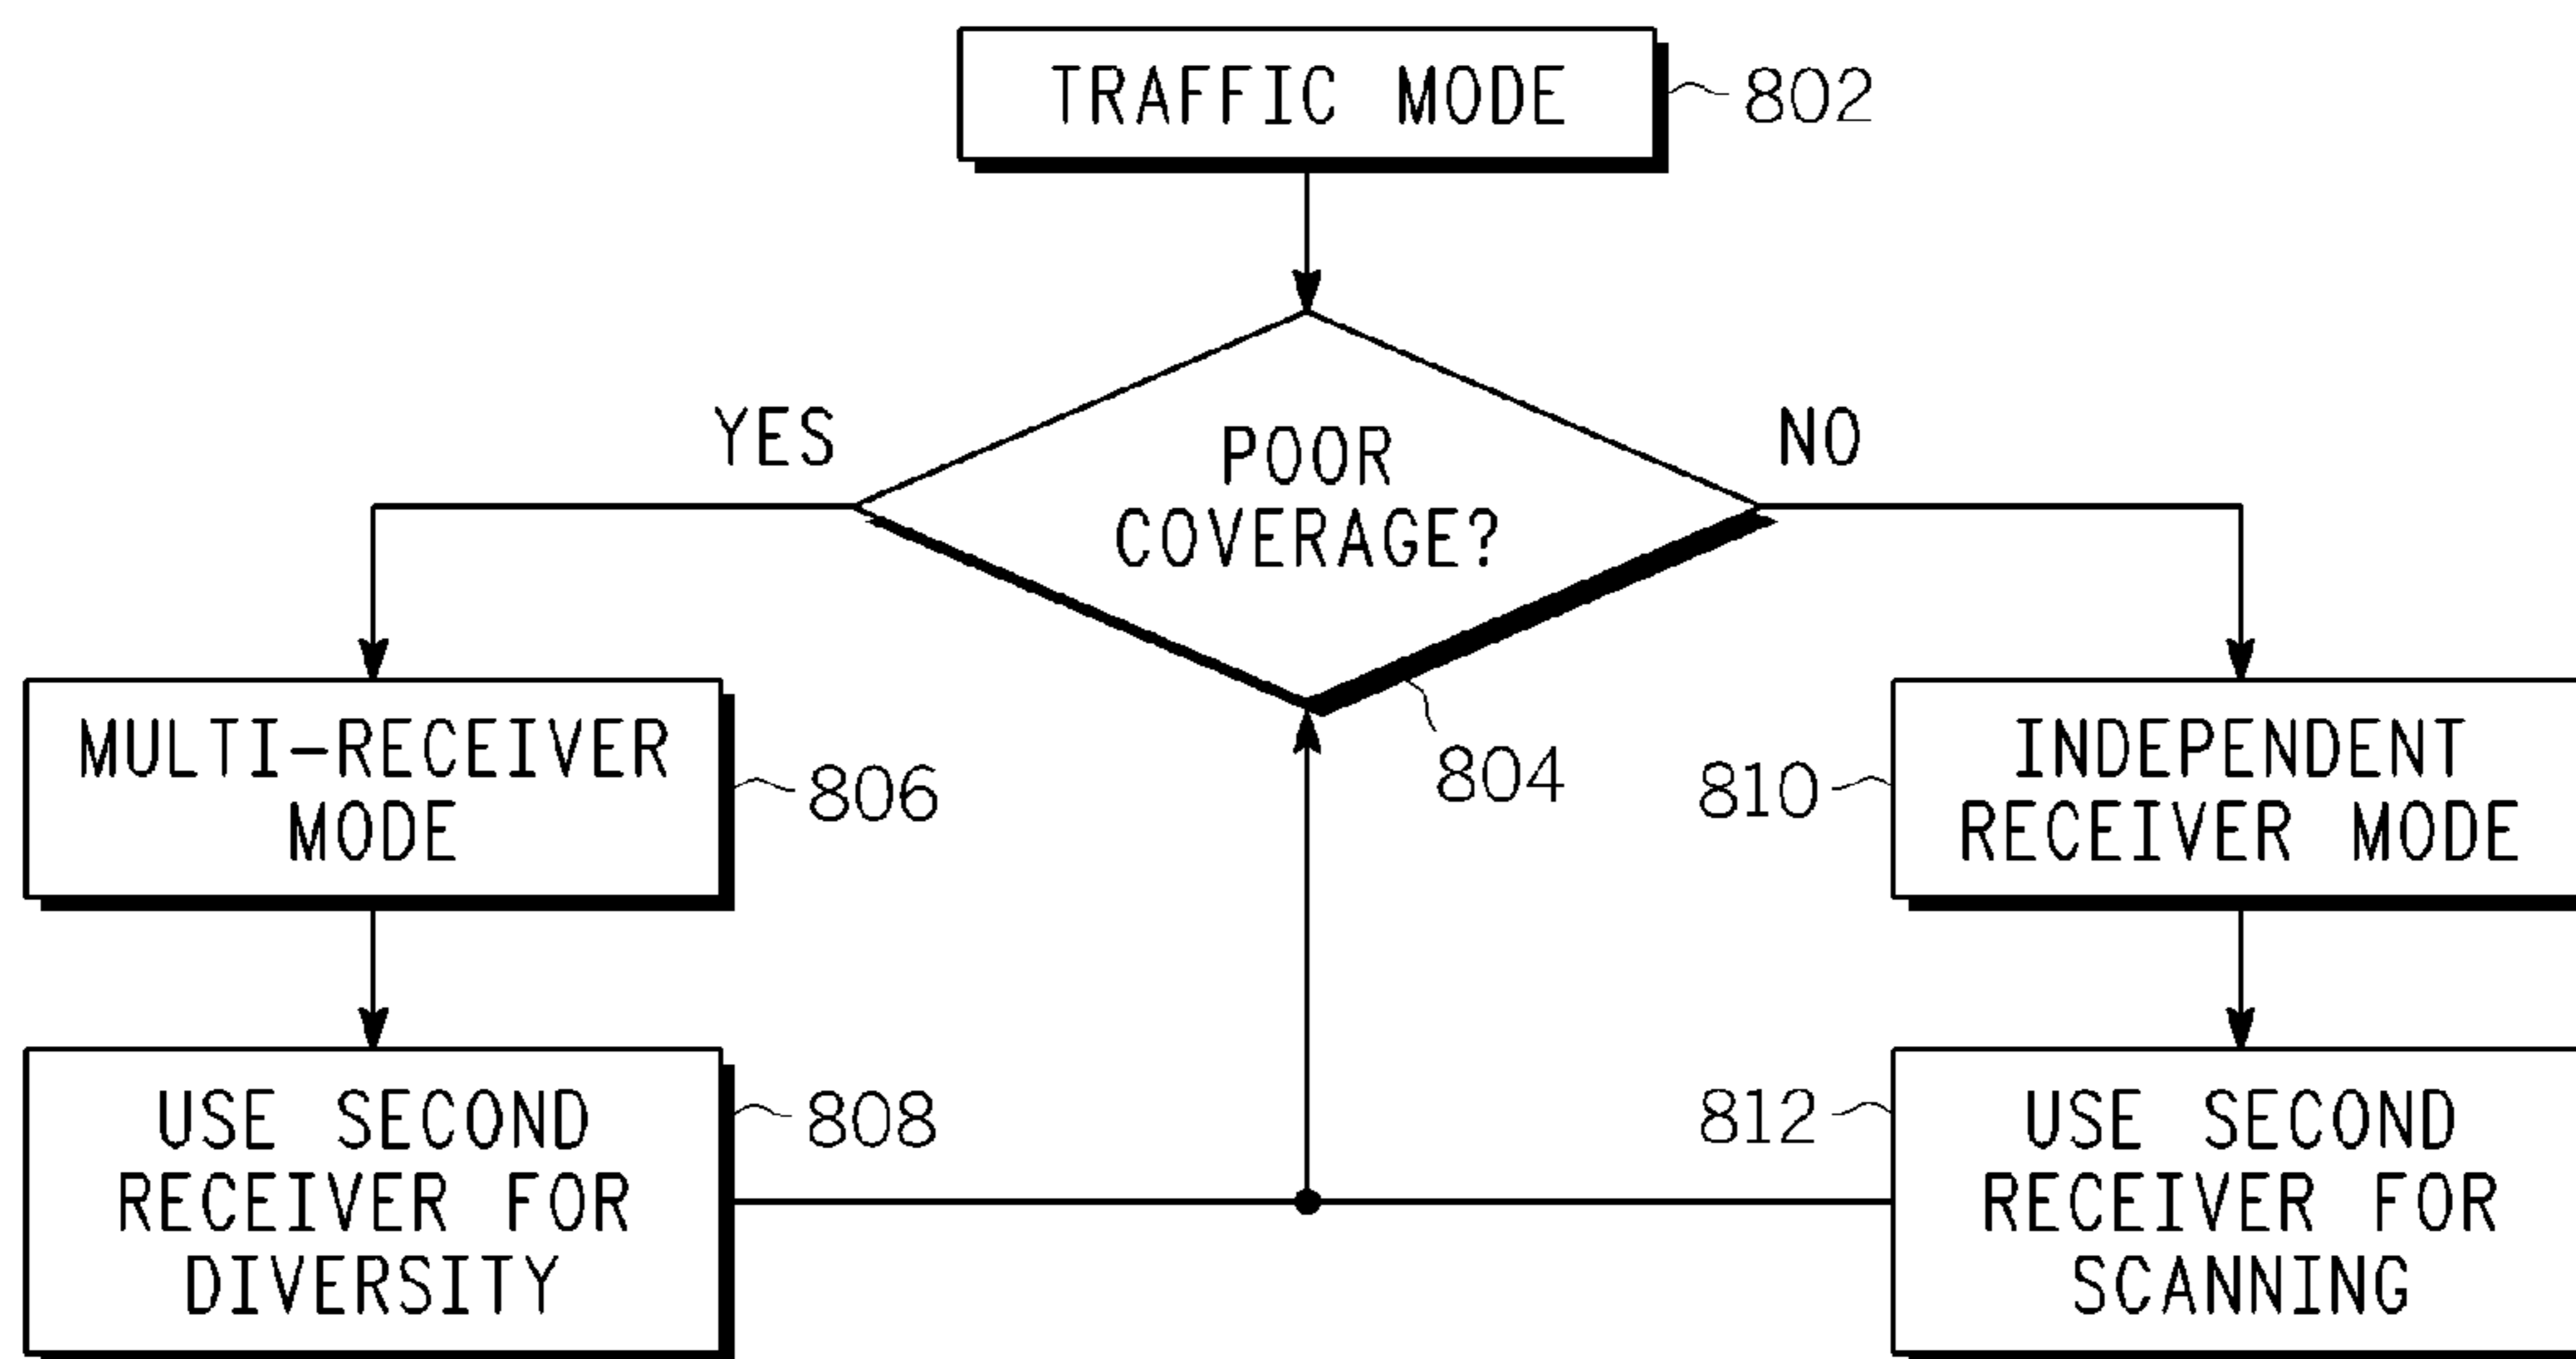 TRAFFIC MODE
802
YES
POOR
COVERAGE?
NO
804
MULTI-RECEIVER
MODE
806
810
INDEPENDENT
RECEIVER MODE
USE SECOND
RECEIVER FOR
DIVERSITY
808
812
USE SECOND
RECEIVER FOR
SCANNING